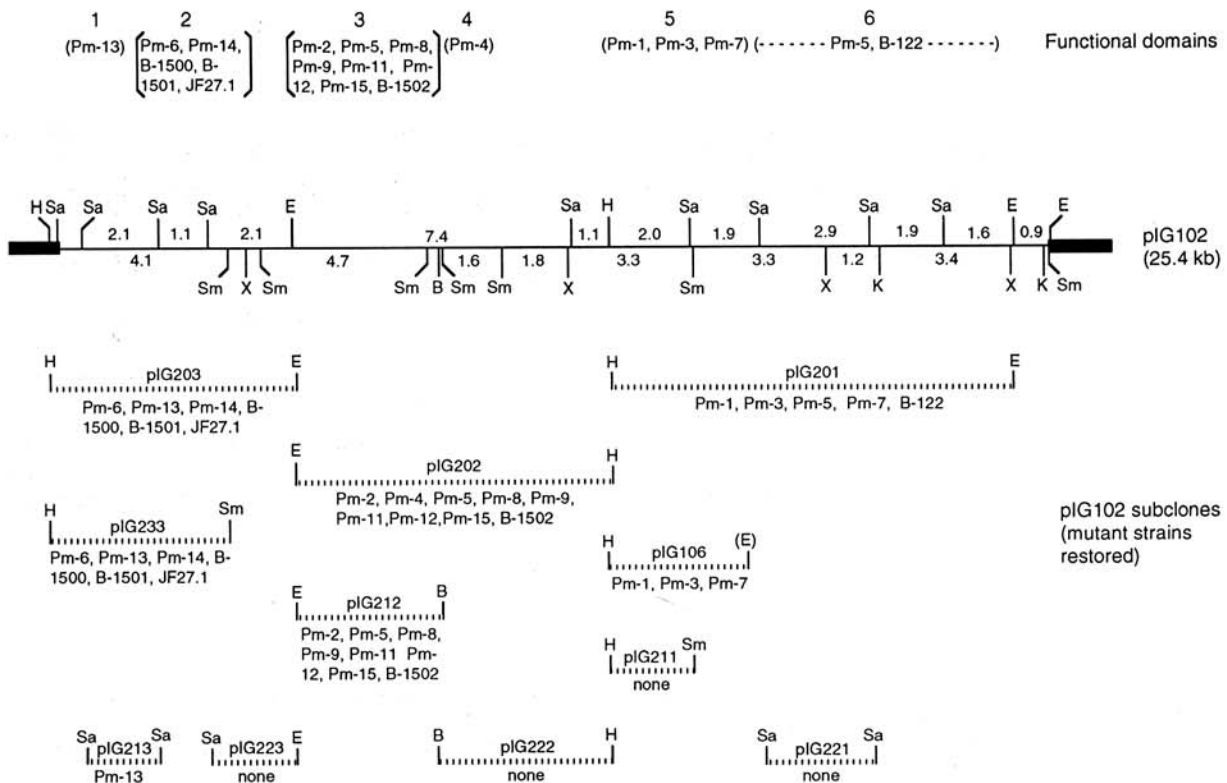 1 2 3 4 5 6
(Pm-13) Pm-6, Pm-14, Pm-2, Pm-5, Pm-8, (Pm-4) (Pm-1, Pm-3, Pm-7) (------ Pm-5, B-122 -------) Functional domains
B-1500, B- Pm-9, Pm-11, Pm-
1501, JF27.1 12, Pm-15, B-1502
H Sa Sa Sa Sa E Sa H Sa Sa Sa Sa E E
2.1 1.1 2.1 7.4 1.1 2.0 1.9 2.9 1.9 1.6 0.9 pIG102
4.1 4.7 1.6 1.8 3.3 3.3 1.2 3.4 (25.4 kb)
Sm X Sm Sm B Sm Sm X Sm X K X K Sm
H E H E
pIG203 pIG201
Pm-6, Pm-13, Pm-14, B- Pm-1, Pm-3, Pm-5, Pm-7, B-122
1500, B-1501, JF27.1
E H
pIG202
Pm-2, Pm-4, Pm-5, Pm-8, Pm-9,
Pm-11,Pm-12,Pm-15, B-1502
H Sm
pIG233
Pm-6, Pm-13, Pm-14, B-
1500, B-1501, JF27.1
pIG102 subclones
(mutant strains
restored)
H (E)
pIG106
Pm-1, Pm-3, Pm-7
E B
pIG212
Pm-2, Pm-5, Pm-8,
Pm-9, Pm-11 Pm-
12, Pm-15, B-1502
H Sm
pIG211
none
Sa Sa Sa E B H Sa Sa
pIG213 pIG223 pIG222 pIG221
Pm-13 none none none